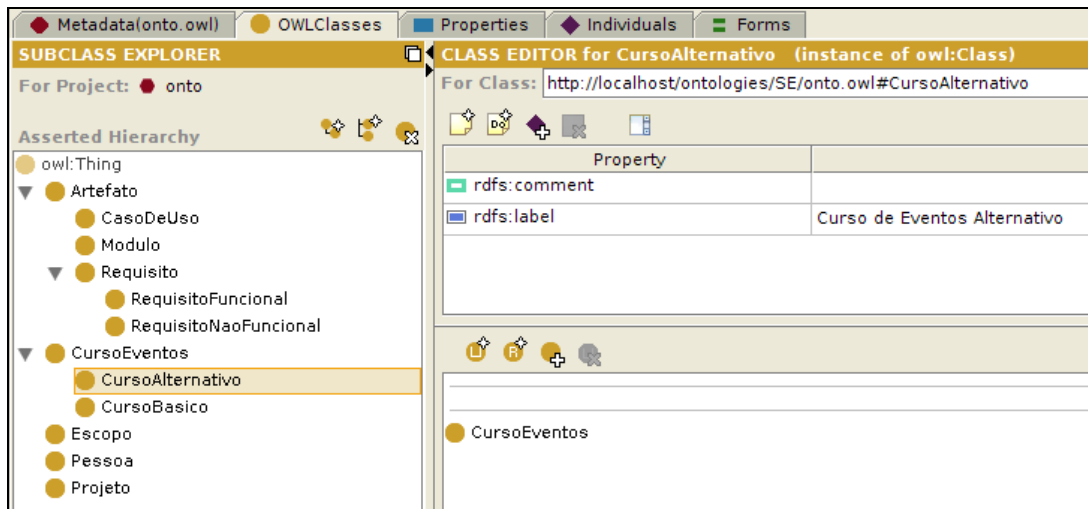 Metadata(onto.owl) OWLClasses Properties Individuals Forms
SUBCLASS EXPLORER
For Project: onto
Asserted Hierarchy
owl:Thing
Artefato
CasoDeUso
Modulo
Requisito
RequisitoFuncional
RequisitoNaoFuncional
CursoEventos
CursoAlternativo
CursoBasico
Escopo
Pessoa
Projeto
CLASS EDITOR for CursoAlternativo (instance of owl:Class)
For Class: http://localhost/ontologies/SE/onto.owl#CursoAlternativo
Property
rdfs:comment
rdfs:label Curso de Eventos Alternativo
CursoEventos